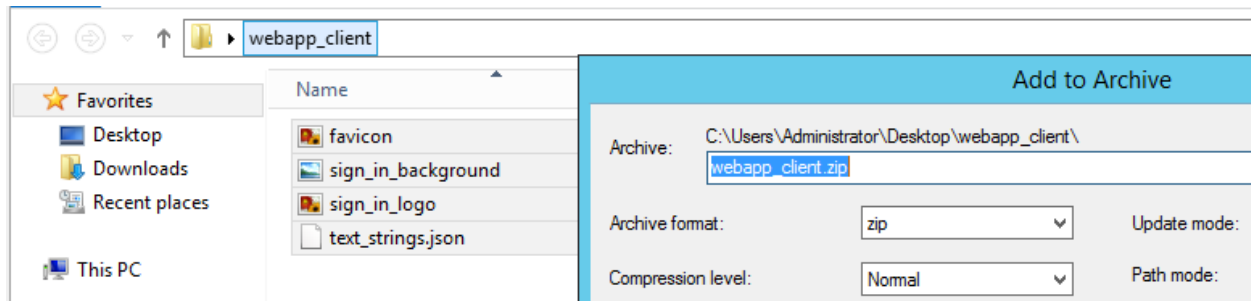 webapp_client
Favorites
Desktop
Downloads
Recent places
This PC
Name
favicon
sign_in_background
sign_in_logo
text_strings.json
Add to Archive
Archive: C:\Users\Administrator\Desktop\webapp_client\
webapp_client.zip
Archive format: zip Update mode:
Compression level: Normal Path mode: